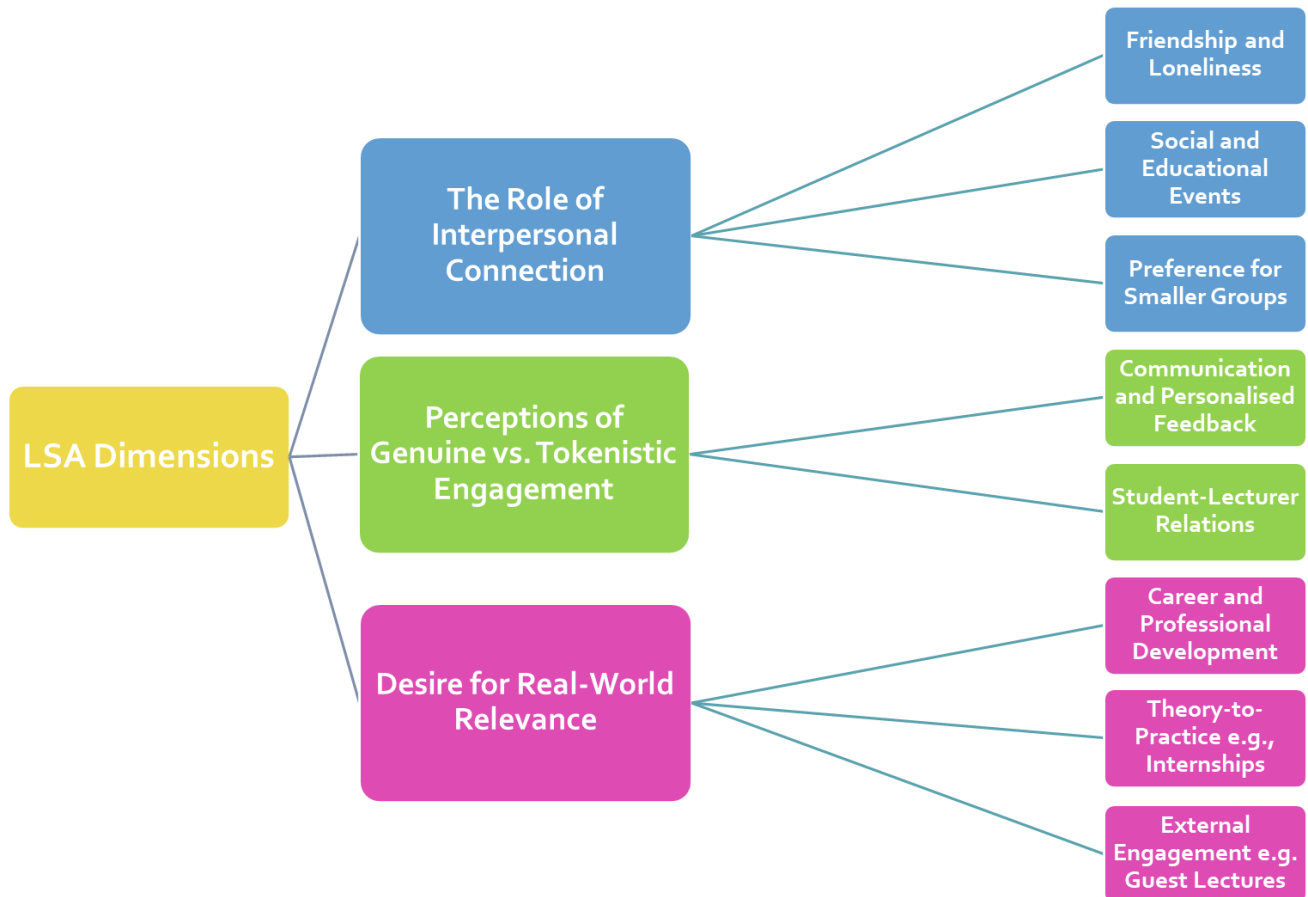 LSA Dimensions
The Role of
Interpersonal
Connection
Friendship and
Loneliness
Social and
Educational
Events
Preference for
Smaller Groups
Perceptions of
Genuine vs. Tokenistic
Engagement
Communication
and Personalised
Feedback
Student-Lecturer
Relations
Desire for Real-World
Relevance
Career and
Professional
Development
Theory-to-
Practice e.g.,
Internships
External
Engagement e.g.
Guest Lectures